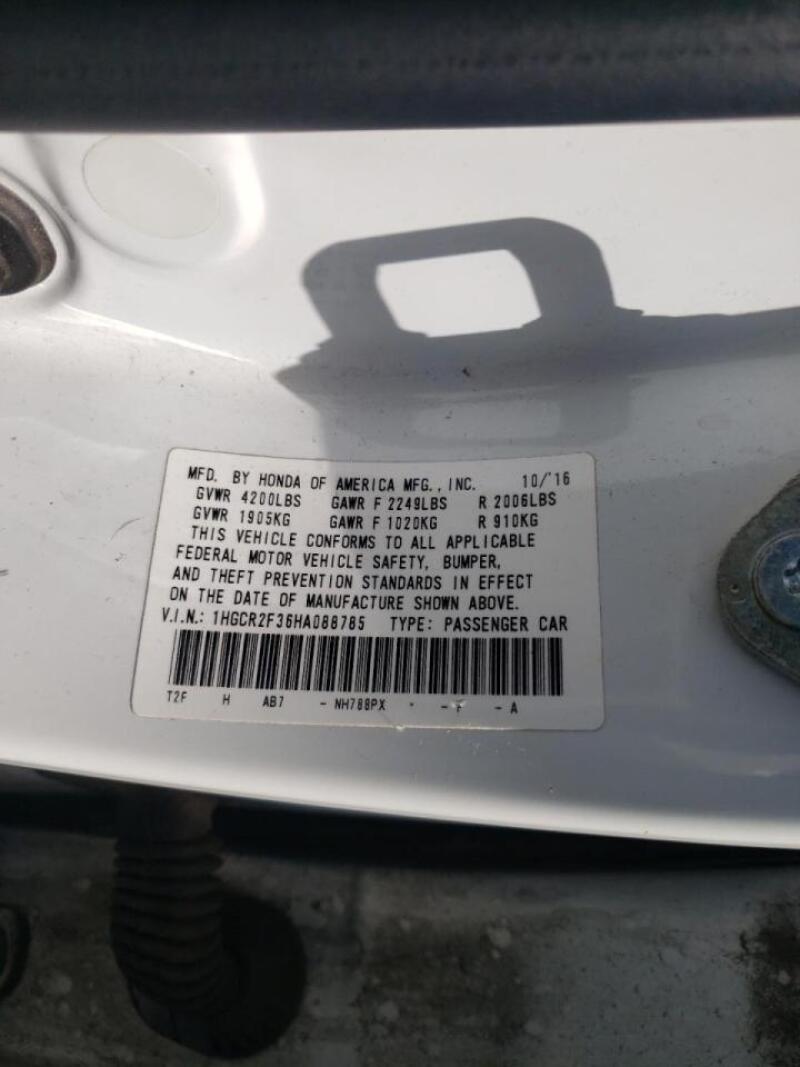 MFD. BY HONDA OF AMERICA MFG., INC. 10/'16
GVWR 4200LBS GAWR F 2249LBS R 2006LBS
GVWR 1905KG GAWR F 1020KG R 910KG
THIS VEHICLE CONFORMS TO ALL APPLICABLE
FEDERAL MOTOR VEHICLE SAFETY, BUMPER,
AND THEFT PREVENTION STANDARDS IN EFFECT
ON THE DATE OF MANUFACTURE SHOWN ABOVE.
V.I.N.: 1HGCR2F36HA088785 TYPE: PASSENGER CAR
T2F H AB7 - NH788PX - - F - A